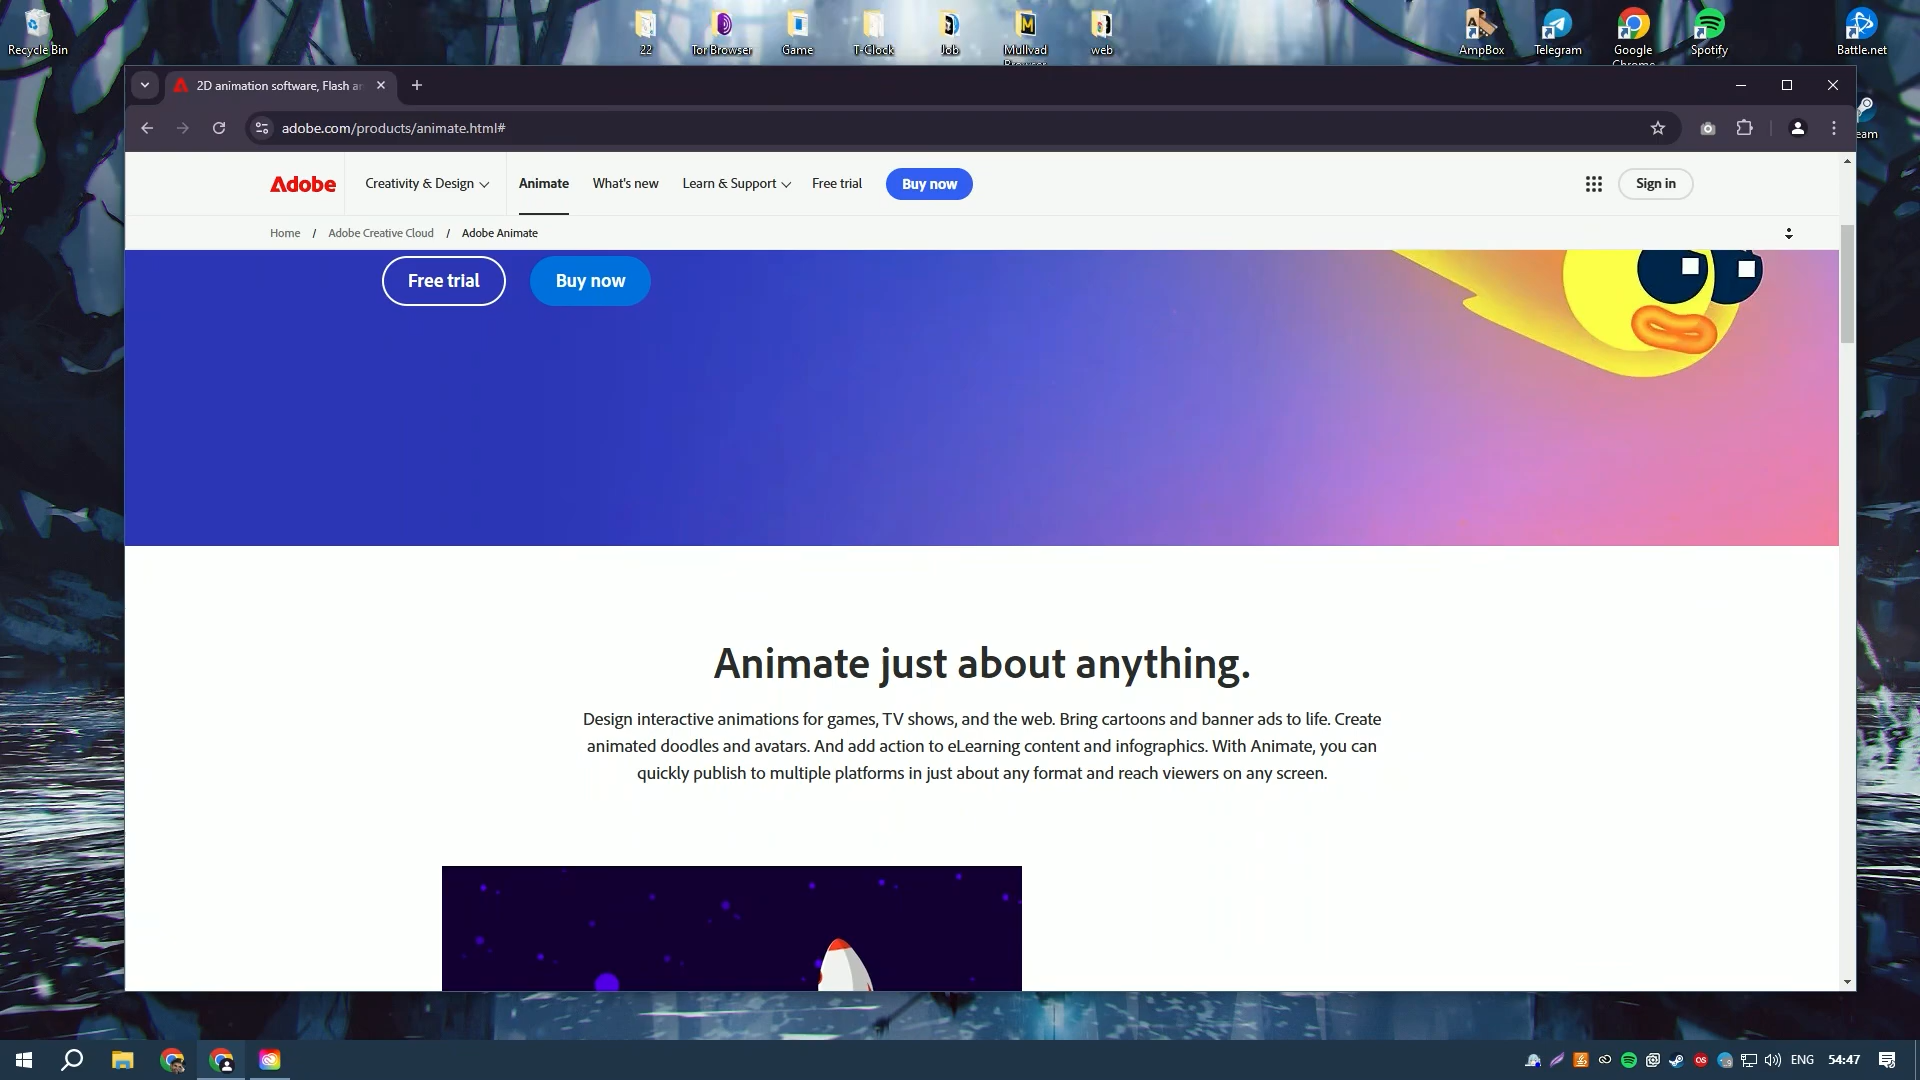 Recycle Bin
22
Tor Browser
Game
T-Clock
Job
Mullvad
web
AmpBox
Telegram
Google
Spotify
Battle.net
eam
2D animation software, Flash an
adobe.com/products/animate.html#
Adobe
Creativity & Design
Animate
What's new
Learn & Support
Free trial
Buy now
Sign in
Home / Adobe Creative Cloud / Adobe Animate
Free trial
Buy now
Animate just about anything.
Design interactive animations for games, TV shows, and the web. Bring cartoons and banner ads to life. Create
animated doodles and avatars. And add action to eLearning content and infographics. With Animate, you can
quickly publish to multiple platforms in just about any format and reach viewers on any screen.
ENG
54:47